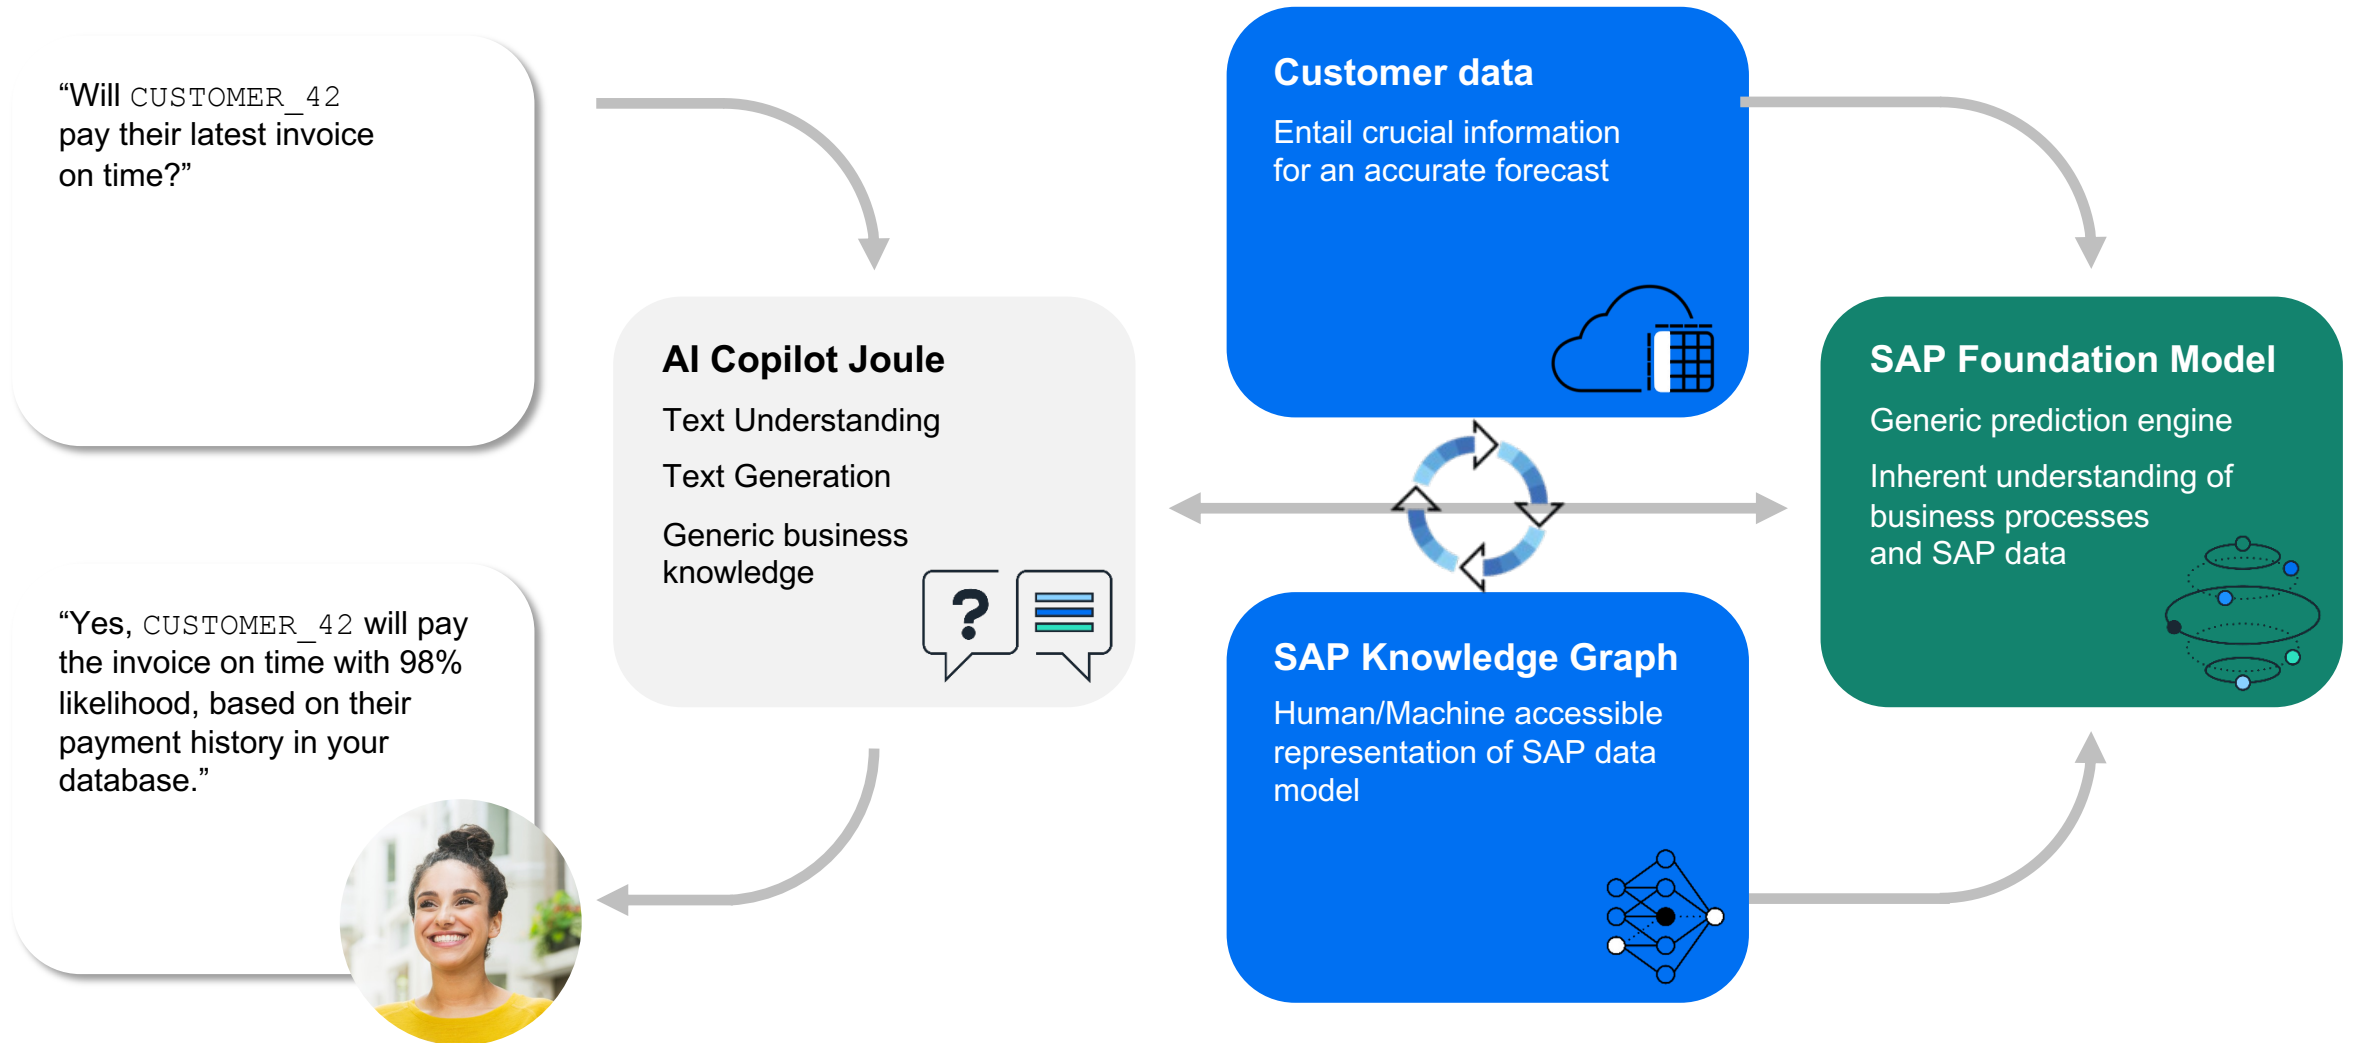 “Will CUSTOMER_42
pay their latest invoice
on time?”
“Yes, CUSTOMER_42 will pay
the invoice on time with 98%
likelihood, based on their
payment history in your
database.”
AI Copilot Joule
Text Understanding
Text Generation
Generic business
knowledge
?
Customer data
Entail crucial information
for an accurate forecast
SAP Knowledge Graph
Human/Machine accessible
representation of SAP data
model
SAP Foundation Model
Generic prediction engine
Inherent understanding of
business processes
and SAP data